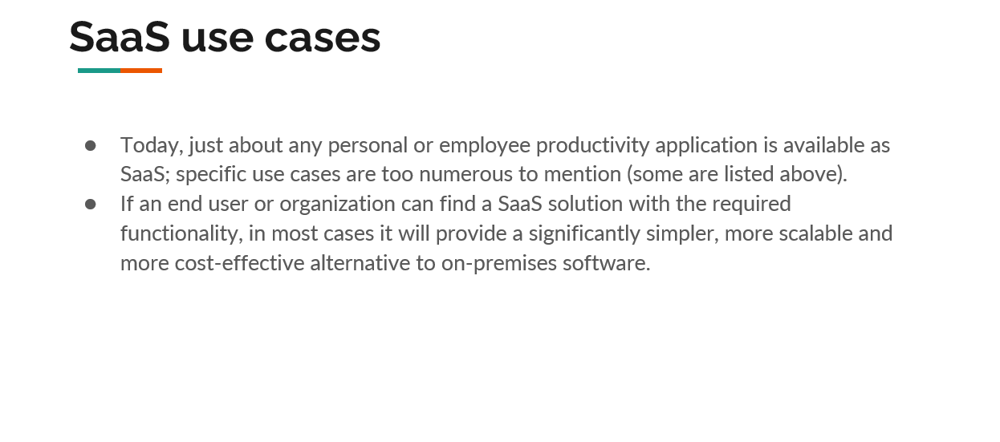 SaaS use cases
● Today, just about any personal or employee productivity application is available as
SaaS; specific use cases are too numerous to mention (some are listed above).
● If an end user or organization can find a SaaS solution with the required
functionality, in most cases it will provide a significantly simpler, more scalable and
more cost-effective alternative to on-premises software.